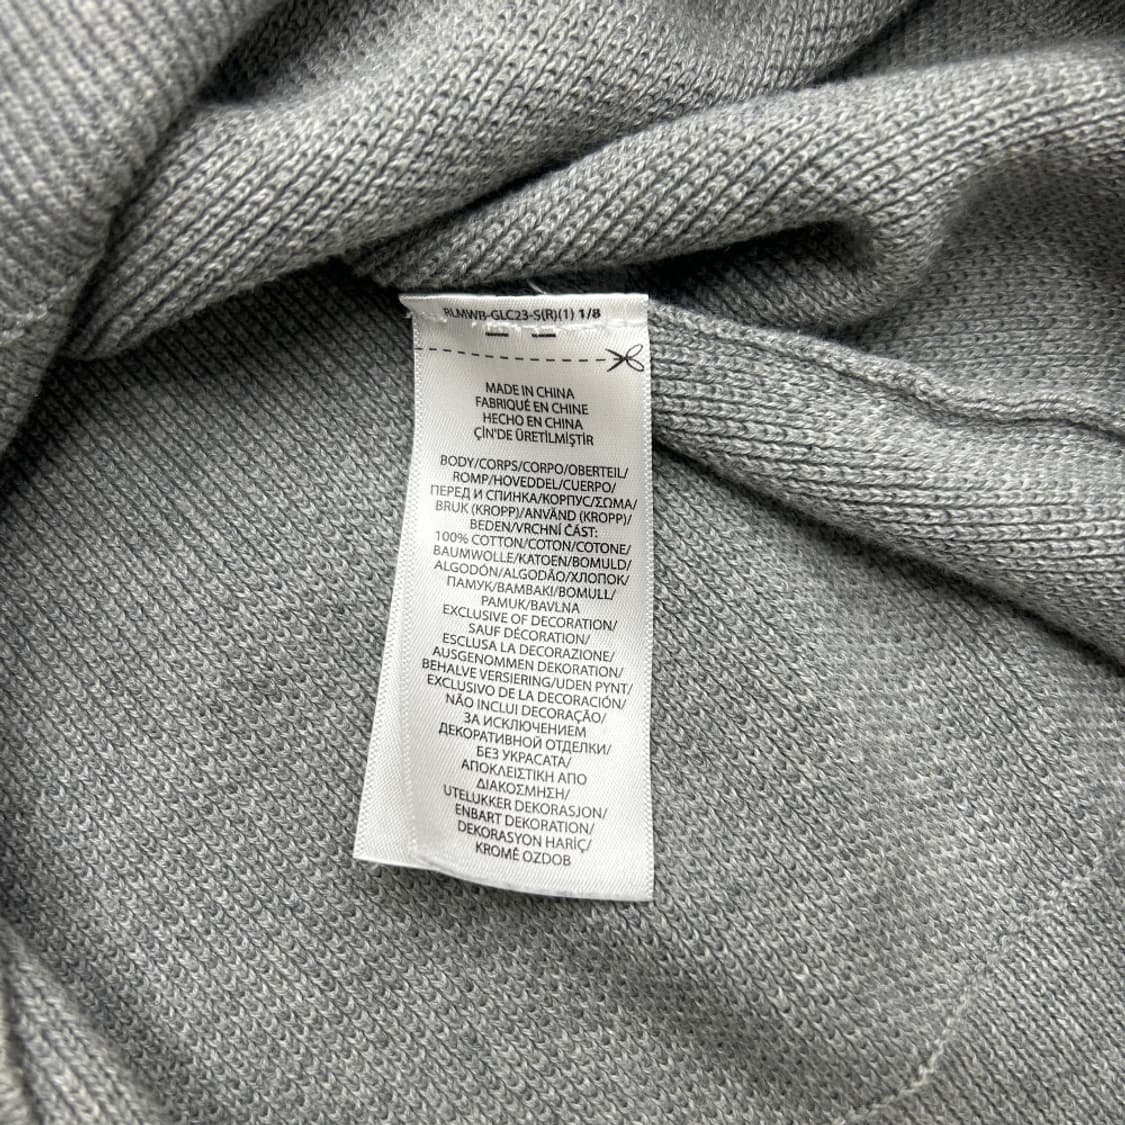 RLMWB-GLC23-S(R)(1) 1/8
MADE IN CHINA
FABRIQUÉ EN CHINE
HECHO EN CHINA
ÇİN'DE ÜRETİLMİŞTİR
BODY/CORPS/CORPO/OBERTEIL/
ROMP/HOVEDDEL/CUERPO/
ПЕРЕД И СПИНКА/КОРПУС/ΣΩΜΑ/
BRUK (KROPP)/ANVÄND (KROPP)/
BEDEN/VRCHNÍ ČÁST:
100% COTTON/COTON/COTONE/
BAUMWOLLE/KATOEN/BOMULD/
ALGODÓN/ALGODÃO/ХЛОПОК/
ПАМУК/ΒΑΜΒΑΚΙ/BOMULL/
PAMUK/BAVLNA
EXCLUSIVE OF DECORATION/
SAUF DÉCORATION/
ESCLUSA LA DECORAZIONE/
AUSGENOMMEN DEKORATION/
BEHALVE VERSIERING/UDEN PYNT/
EXCLUSIVO DE LA DECORACIÓN/
NÃO INCLUI DECORAÇÃO/
ЗА ИСКЛЮЧЕНИЕМ
ДЕКОРАТИВНОЙ ОТДЕЛКИ/
БЕЗ УКРАСАТА/
ΑΠΟΚΛΕΙΣΤΙΚΗ ΑΠΟ
ΔΙΑΚΟΣΜΗΣΗ/
UTELUKKER DEKORASJON/
ENBART DEKORATION/
DEKORASYON HARİÇ/
KROMĚ OZDOB